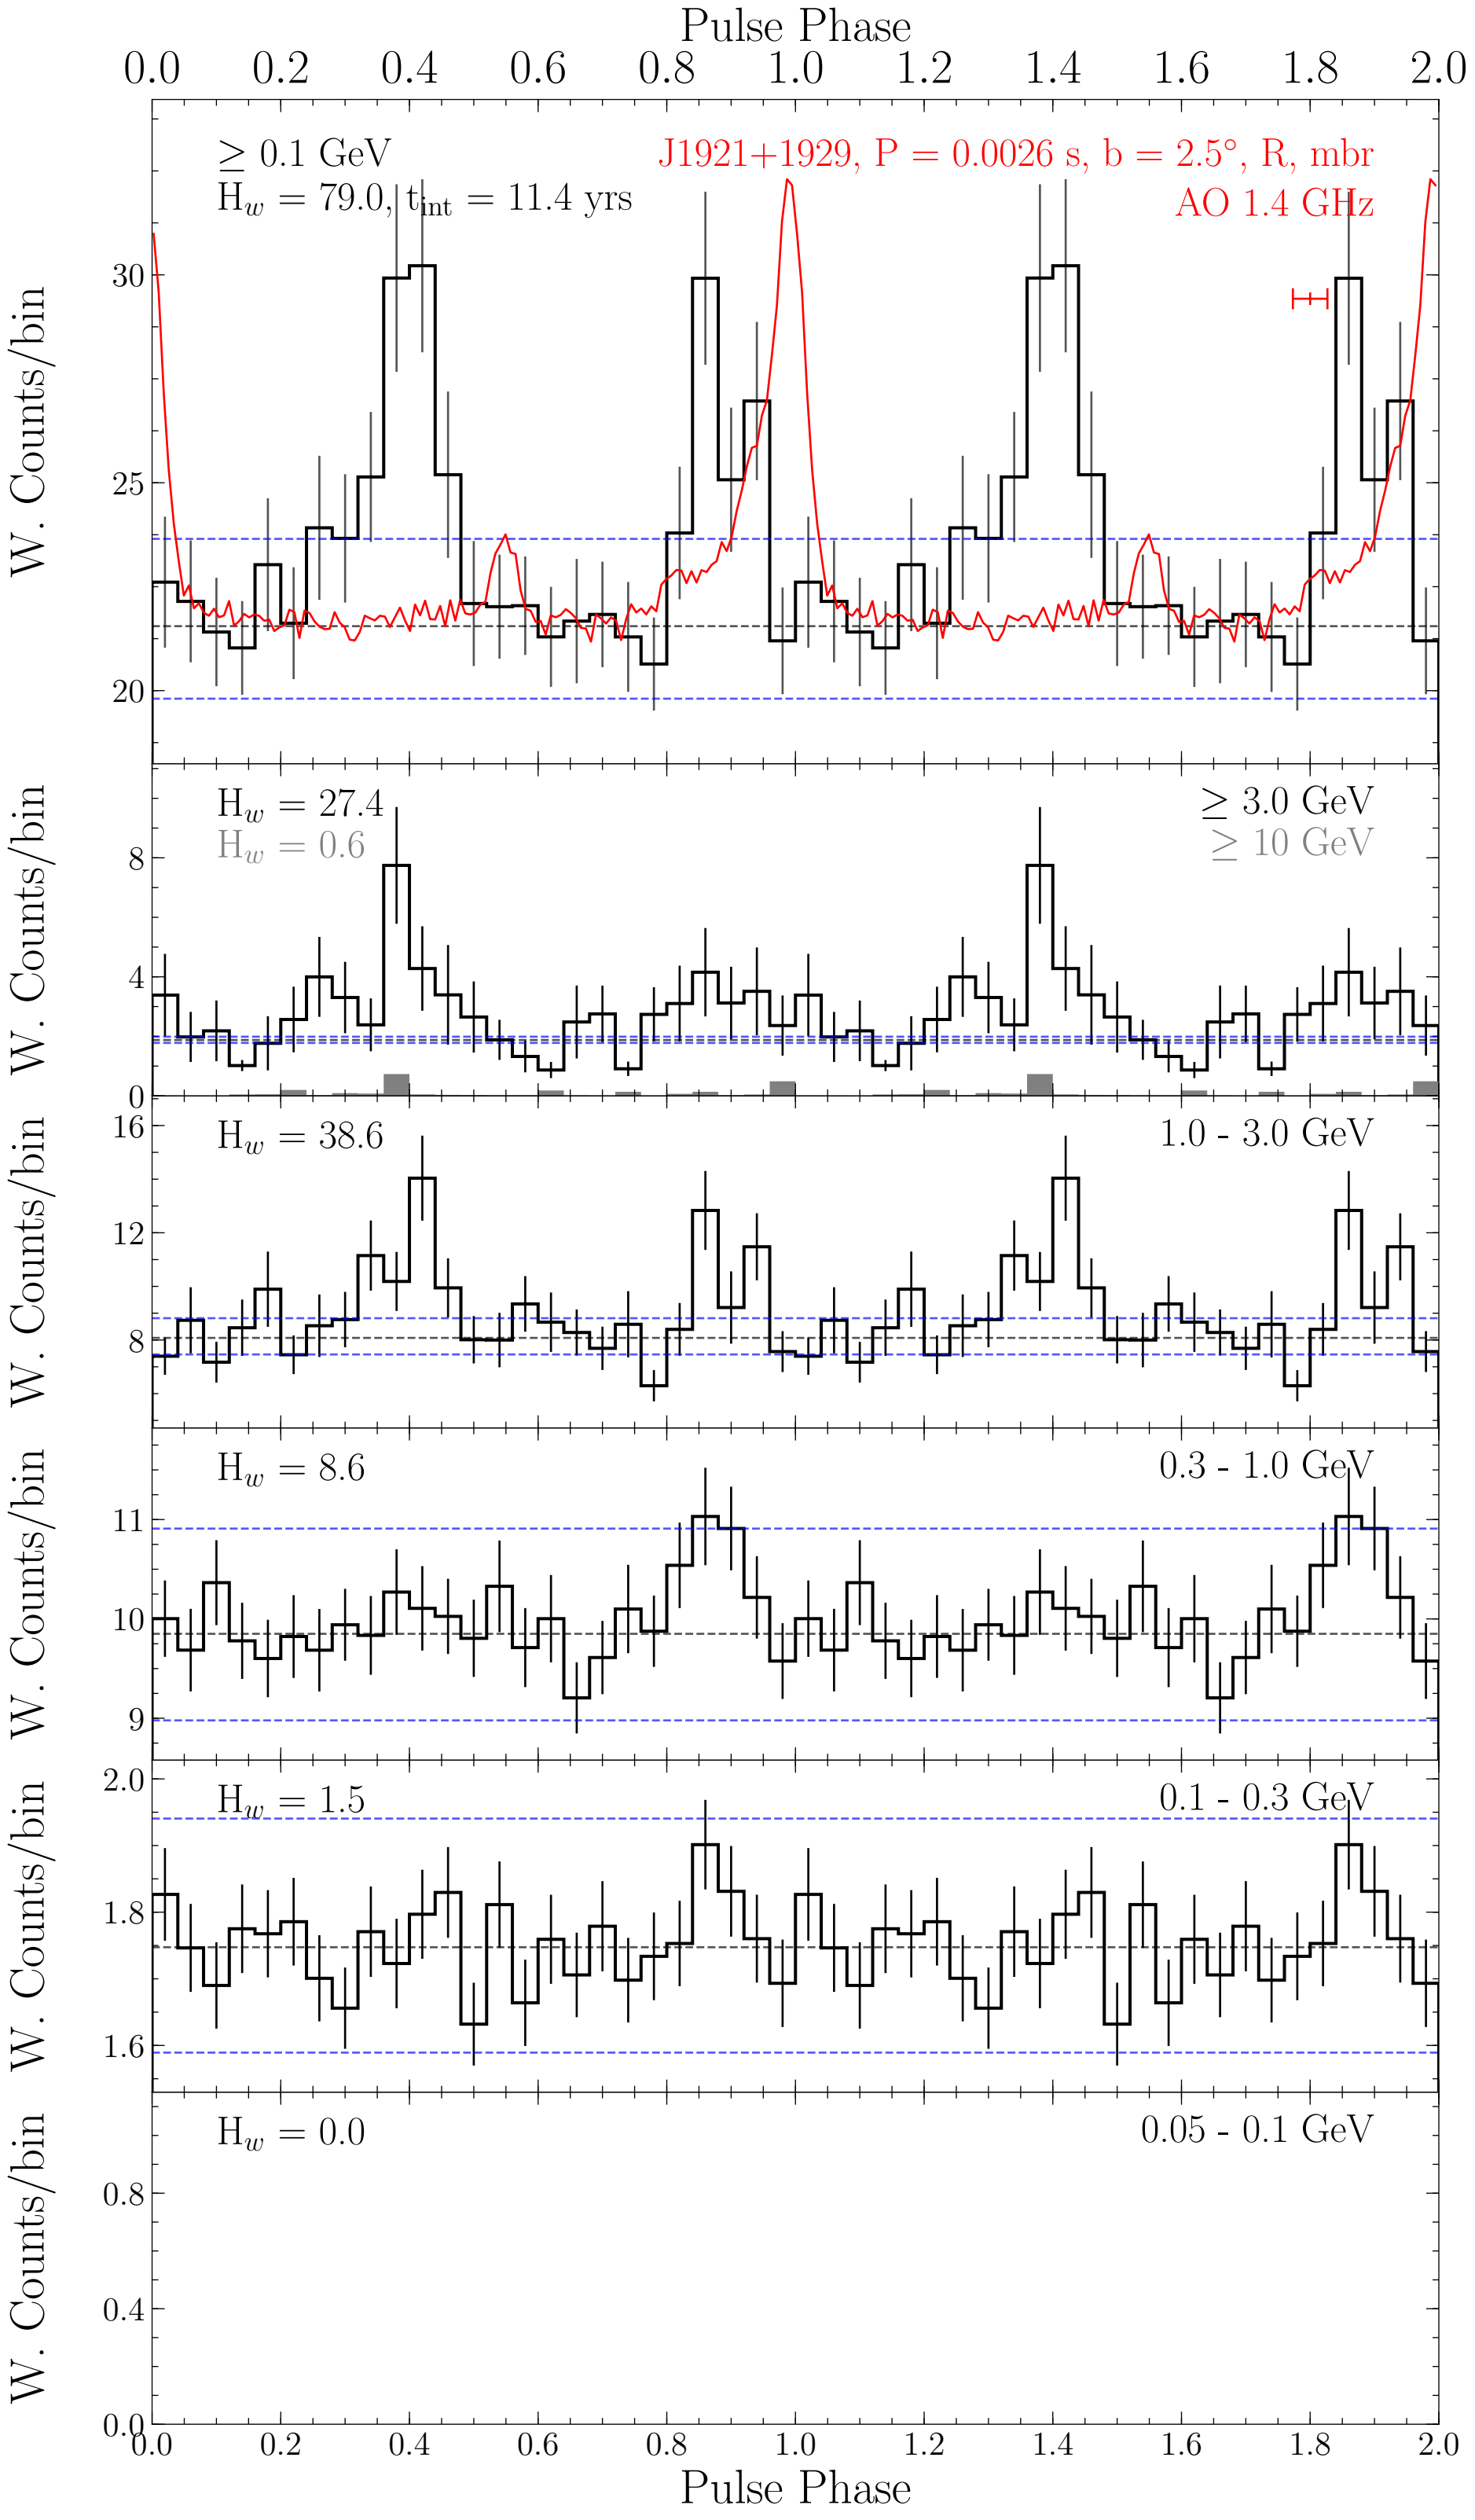 Pulse Phase
0.0 0.2 0.4 0.6 0.8 1.0 1.2 1.4 1.6 1.8 2.0
≥ 0.1 GeV
J1921+1929, P = 0.0026 s, b = 2.5°, R, mbr
H_w = 79.0, t_int = 11.4 yrs
AO 1.4 GHz
W. Counts/bin
30
25
20
H_w = 27.4
≥ 3.0 GeV
H_w = 0.6
≥ 10 GeV
W. Counts/bin
8
4
0
H_w = 38.6
1.0 - 3.0 GeV
W. Counts/bin
16
12
8
H_w = 8.6
0.3 - 1.0 GeV
W. Counts/bin
11
10
9
H_w = 1.5
0.1 - 0.3 GeV
W. Counts/bin
2.0
1.8
1.6
H_w = 0.0
0.05 - 0.1 GeV
W. Counts/bin
0.8
0.4
0.0
0.0 0.2 0.4 0.6 0.8 1.0 1.2 1.4 1.6 1.8 2.0
Pulse Phase